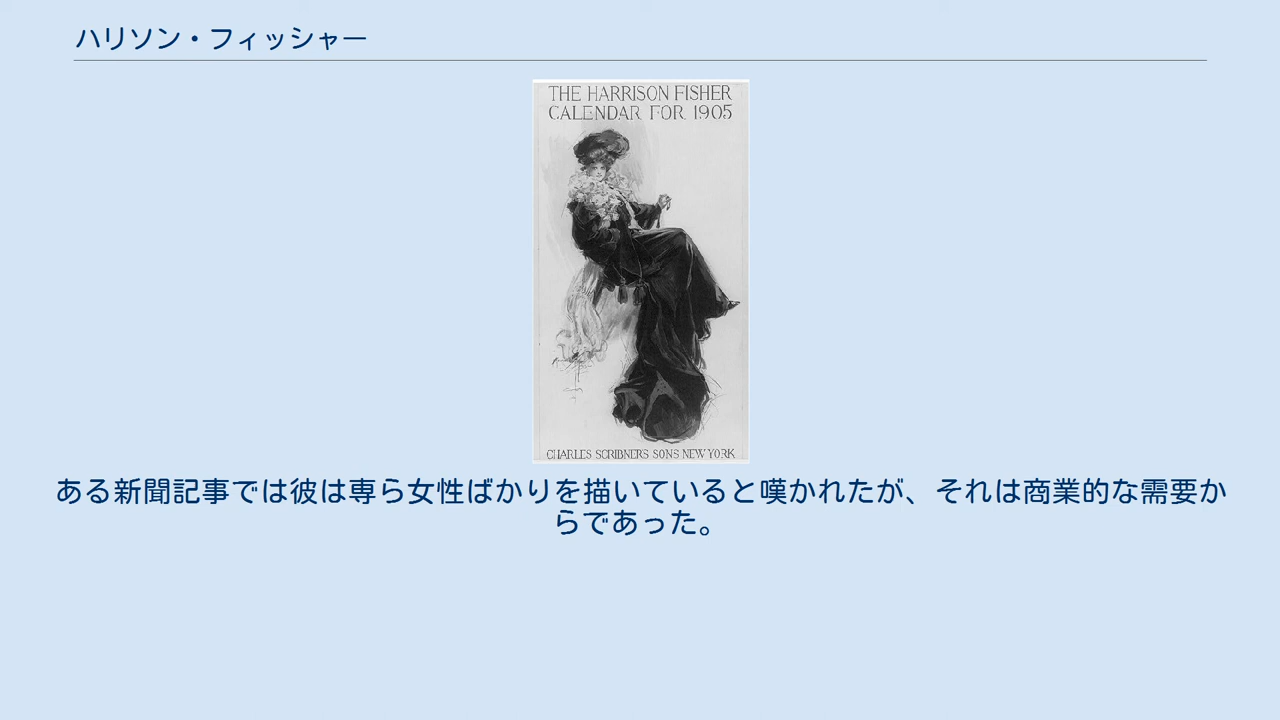 ハリソン・フィッシャー
THE HARRISON FISHER
CALENDAR FOR 1905
CHARLES SCRIBNERS SONS NEW YORK
ある新聞記事では彼は専ら女性ばかりを描いていると嘆かれたが、それは商業的な需要か
らであった。